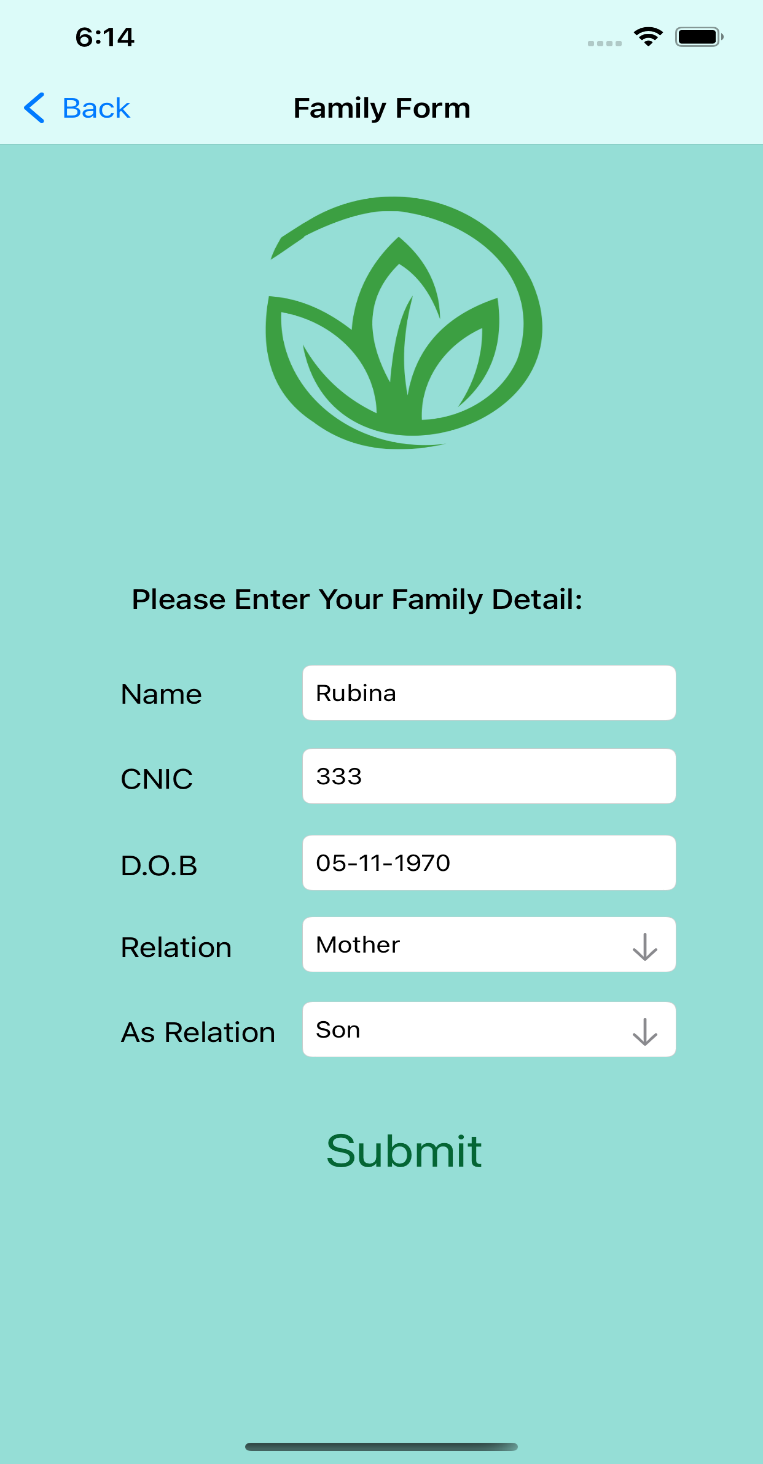 6:14
Back Family Form
Please Enter Your Family Detail:
Name Rubina
CNIC 333
D.O.B 05-11-1970
Relation Mother
As Relation Son
Submit